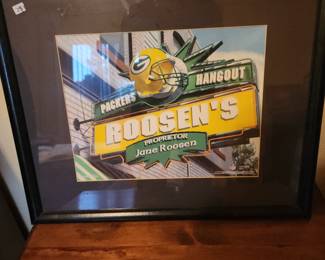 PACKERS
HANGOUT
ROOSEN'S
PROPRIETOR
Jane Roosen